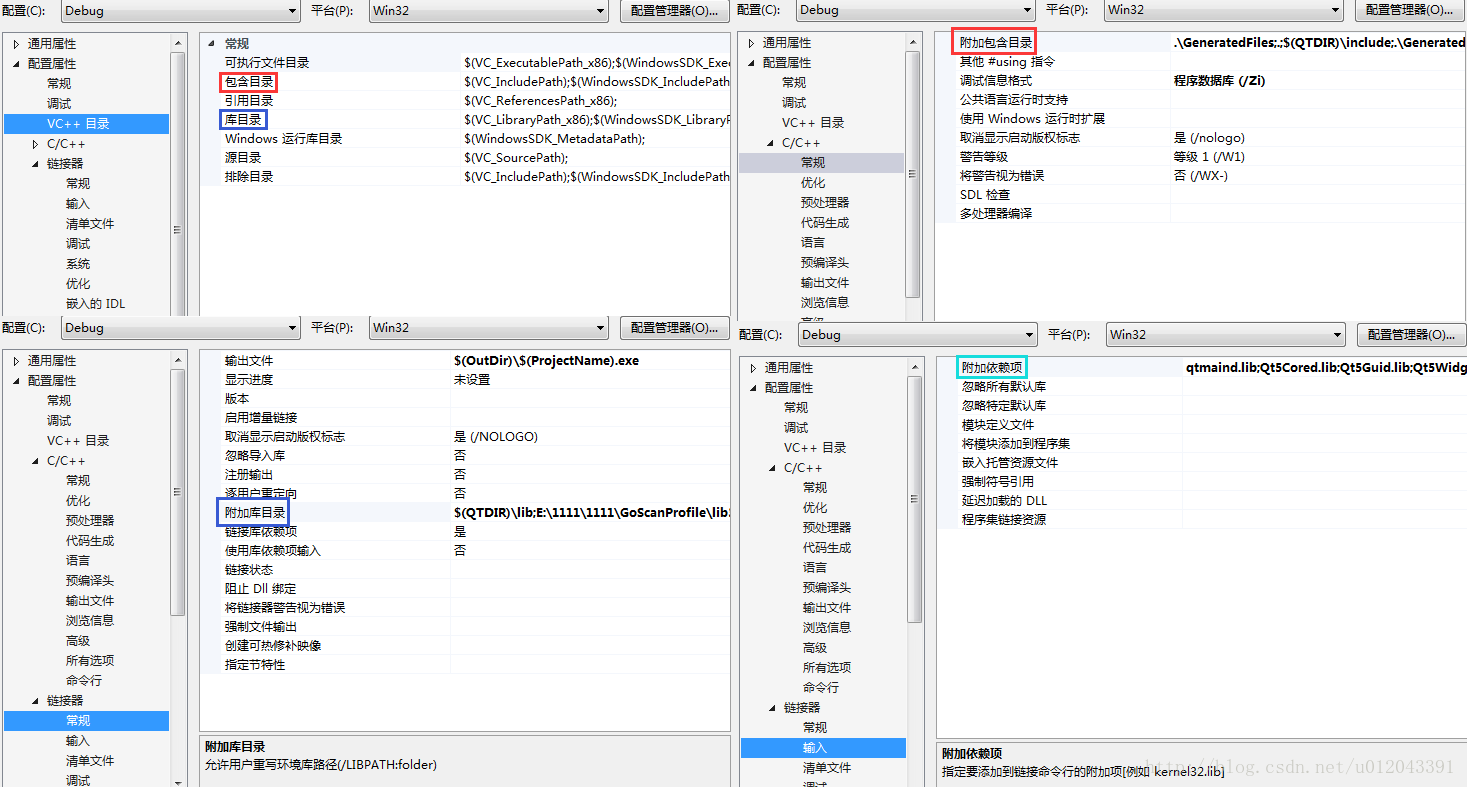 配置(C): Debug 平台(P): Win32 配置管理器(O)...
通用属性
配置属性
常规
调试
VC++ 目录
C/C++
链接器
常规
输入
清单文件
调试
系统
优化
嵌入的 IDL
常规
可执行文件目录 $(VC_ExecutablePath_x86);$(WindowsSDK_Exec
包含目录 $(VC_IncludePath);$(WindowsSDK_IncludePath
引用目录 $(VC_ReferencesPath_x86);
库目录 $(VC_LibraryPath_x86);$(WindowsSDK_LibraryP
Windows 运行库目录 $(WindowsSDK_MetadataPath);
源目录 $(VC_SourcePath);
排除目录 $(VC_IncludePath);$(WindowsSDK_IncludePath
配置(C): Debug 平台(P): Win32 配置管理器(O)...
通用属性
配置属性
常规
调试
VC++ 目录
C/C++
常规
优化
预处理器
代码生成
语言
预编译头
输出文件
浏览信息
高级
附加包含目录 .\GeneratedFiles;.;$(QTDIR)\include;.\Generated
其他 #using 指令
调试信息格式 程序数据库 (/Zi)
公共语言运行时支持
使用 Windows 运行时扩展
取消显示启动版权标志 是 (/nologo)
警告等级 等级 1 (/W1)
将警告视为错误 否 (/WX-)
SDL 检查
多处理器编译
配置(C): Debug 平台(P): Win32 配置管理器(O)...
通用属性
配置属性
常规
调试
VC++ 目录
C/C++
常规
优化
预处理器
代码生成
语言
预编译头
输出文件
浏览信息
高级
所有选项
命令行
链接器
常规
输入
清单文件
调试
输出文件 $(OutDir)\$(ProjectName).exe
显示进度 未设置
版本
启用增量链接
取消显示启动版权标志 是 (/NOLOGO)
忽略导入库 否
注册输出 否
逐用户重定向 否
附加库目录 $(QTDIR)\lib;E:\1111\1111\GoScanProfile\lib
链接库依赖项 是
使用库依赖项输入 否
链接状态
阻止 Dll 绑定
将链接器警告视为错误
强制文件输出
创建可热修补映像
指定节特性
附加库目录
允许用户重写环境库路径(/LIBPATH:folder)
配置(C): Debug 平台(P): Win32 配置管理器(O)...
通用属性
配置属性
常规
调试
VC++ 目录
C/C++
常规
优化
预处理器
代码生成
语言
预编译头
输出文件
浏览信息
高级
所有选项
命令行
链接器
常规
输入
清单文件
调试
附加依赖项 qtmaind.lib;Qt5Cored.lib;Qt5Guid.lib;Qt5Widg
忽略所有默认库
忽略特定默认库
模块定义文件
将模块添加到程序集
嵌入托管资源文件
强制符号引用
延迟加载的 DLL
程序集链接资源
附加依赖项
指定要添加到链接命令行的附加项[例如 kernel32.lib]
http://blog.csdn.net/u012043391